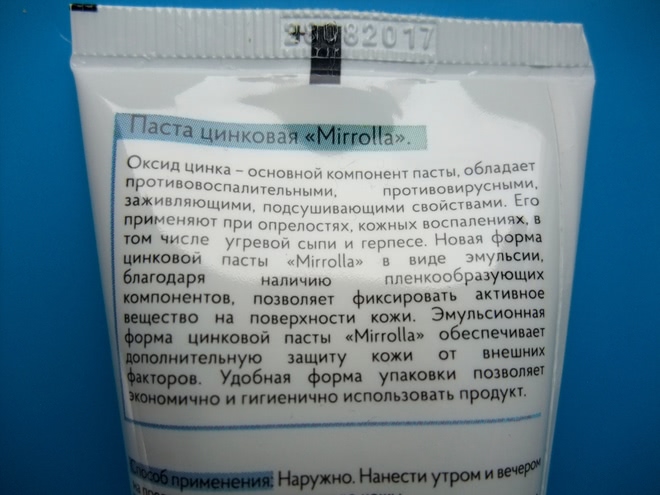 082017
Паста цинковая «Mirrolla».
Оксид цинка – основной компонент пасты, обладает
противовоспалительными, противовирусными,
заживляющими, подсушивающими свойствами. Его
применяют при опрелостях, кожных воспалениях, в
том числе угревой сыпи и герпесе. Новая форма
цинковой пасты «Mirrolla» в виде эмульсии,
благодаря наличию пленкообразующих
компонентов, позволяет фиксировать активное
вещество на поверхности кожи. Эмульсионная
форма цинковой пасты «Mirrolla» обеспечивает
дополнительную защиту кожи от внешних
факторов. Удобная форма упаковки позволяет
экономично и гигиенично использовать продукт.
Способ применения: Наружно. Нанести утром и вечером